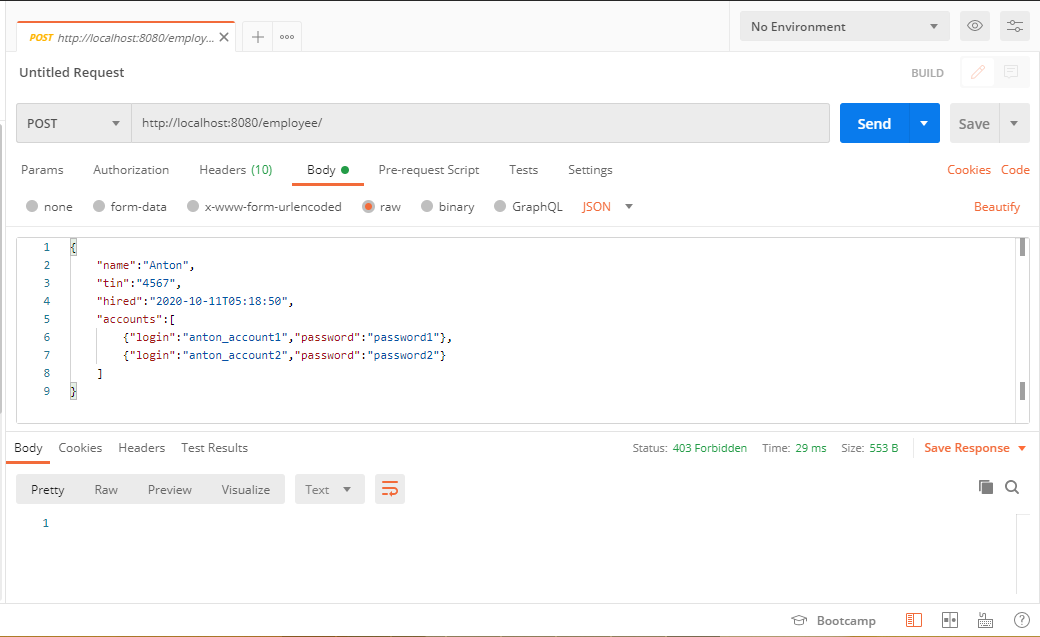 POST http://localhost:8080/employ...
No Environment
Untitled Request
BUILD
POST http://localhost:8080/employee/ Send Save
Params Authorization Headers (10) Body Pre-request Script Tests Settings Cookies Code
none form-data x-www-form-urlencoded raw binary GraphQL JSON Beautify
1 {
2 "name":"Anton",
3 "tin":"4567",
4 "hired":"2020-10-11T05:18:50",
5 "accounts":[
6 {"login":"anton_account1","password":"password1"},
7 {"login":"anton_account2","password":"password2"}
8 ]
9 }
Body Cookies Headers Test Results Status: 403 Forbidden Time: 29 ms Size: 553 B Save Response
Pretty Raw Preview Visualize Text
1
Bootcamp